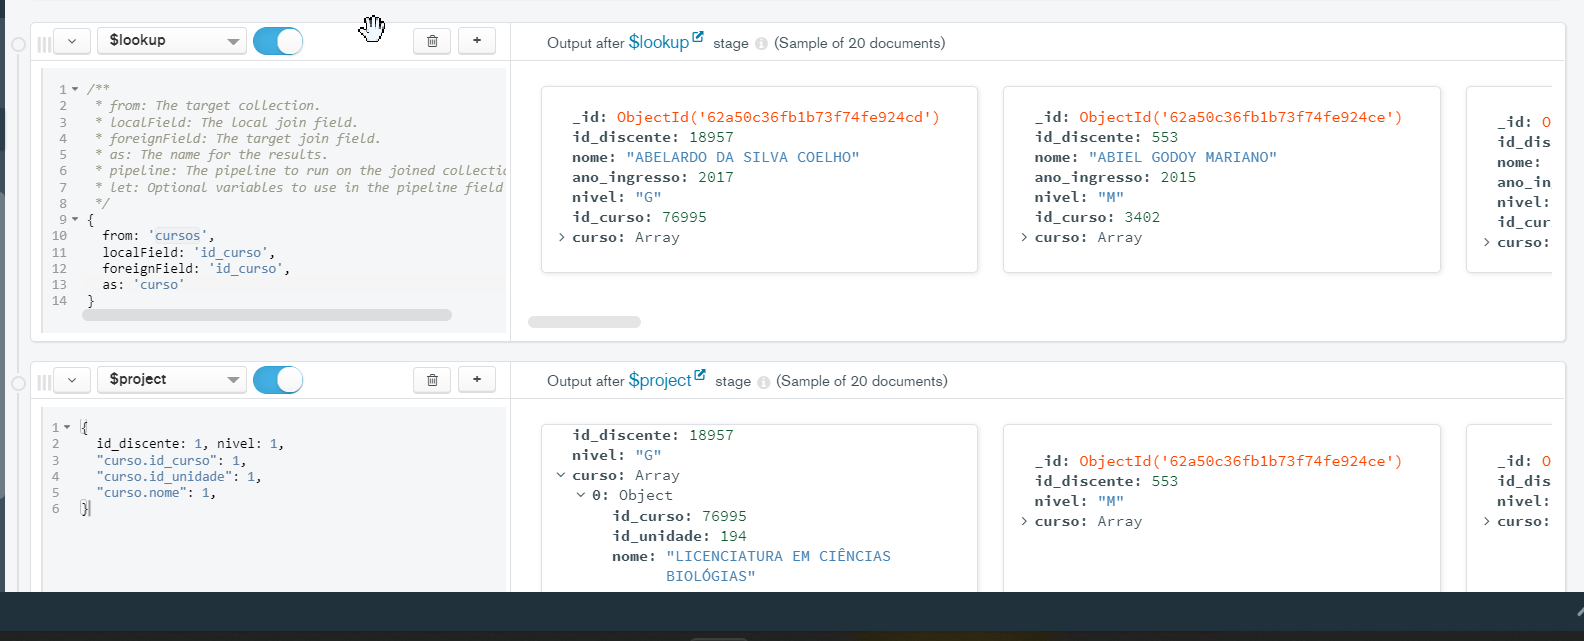 $lookup
+
Output after $lookup stage (Sample of 20 documents)
1 /**
2 * from: The target collection.
3 * localField: The local join field.
4 * foreignField: The target join field.
5 * as: The name for the results.
6 * pipeline: The pipeline to run on the joined collectic
7 * let: Optional variables to use in the pipeline field
8 */
9 {
10 from: 'cursos',
11 localField: 'id_curso',
12 foreignField: 'id_curso',
13 as: 'curso'
14 }
_id: ObjectId('62a50c36fb1b73f74fe924cd')
id_discente: 18957
nome: "ABELARDO DA SILVA COELHO"
ano_ingresso: 2017
nivel: "G"
id_curso: 76995
> curso: Array
_id: ObjectId('62a50c36fb1b73f74fe924ce')
id_discente: 553
nome: "ABIEL GODOY MARIANO"
ano_ingresso: 2015
nivel: "M"
id_curso: 3402
> curso: Array
_id: O
id_dis
nome:
ano_in
nivel:
id_cur
> curso:
$project
+
Output after $project stage (Sample of 20 documents)
1 {
2 id_discente: 1, nivel: 1,
3 "curso.id_curso": 1,
4 "curso.id_unidade": 1,
5 "curso.nome": 1,
6 }
id_discente: 18957
nivel: "G"
curso: Array
0: Object
id_curso: 76995
id_unidade: 194
nome: "LICENCIATURA EM CIÊNCIAS
BIOLÓGIAS"
_id: ObjectId('62a50c36fb1b73f74fe924ce')
id_discente: 553
nivel: "M"
> curso: Array
_id: O
id_dis
nivel:
> curso: